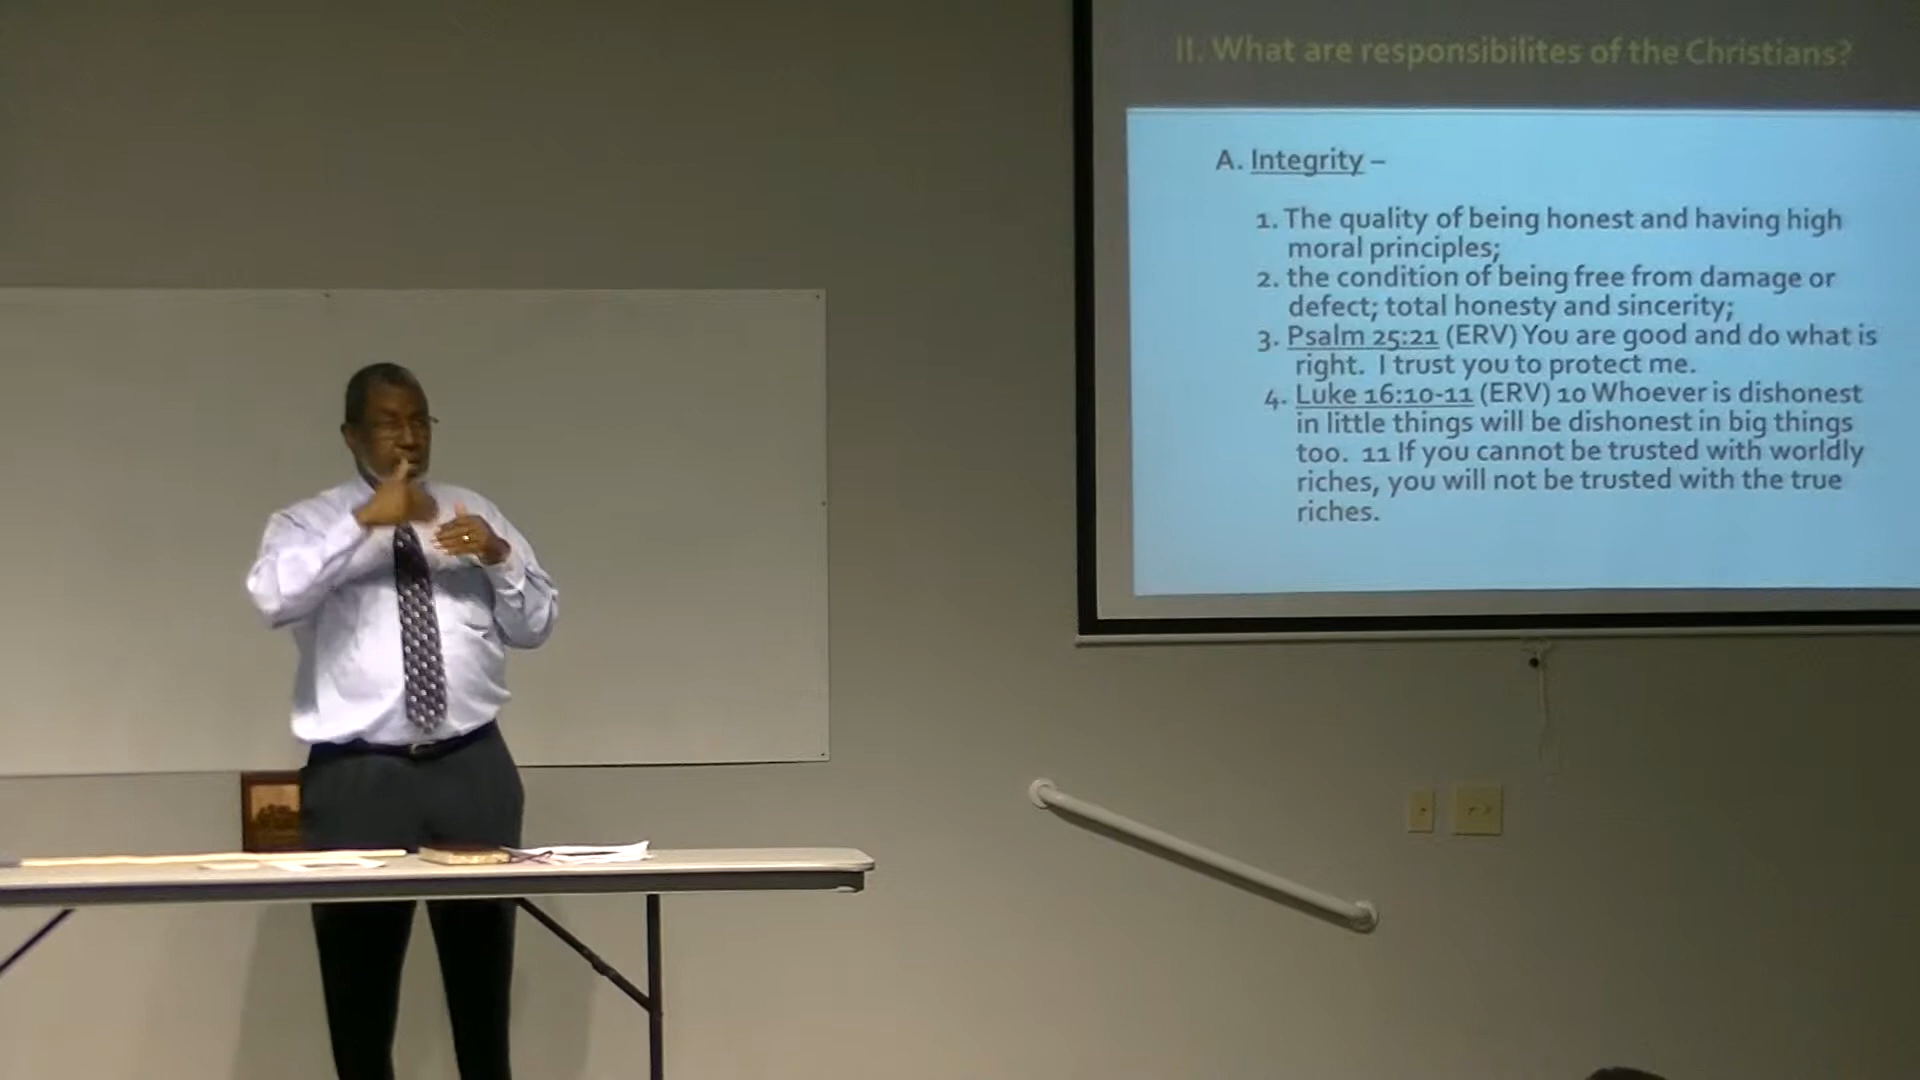 II. What are responsibilites of the Christians?
A. Integrity –
1. The quality of being honest and having high
moral principles;
2. the condition of being free from damage or
defect; total honesty and sincerity;
3. Psalm 25:21 (ERV) You are good and do what is
right. I trust you to protect me.
4. Luke 16:10-11 (ERV) 10 Whoever is dishonest
in little things will be dishonest in big things
too. 11 If you cannot be trusted with worldly
riches, you will not be trusted with the true
riches.